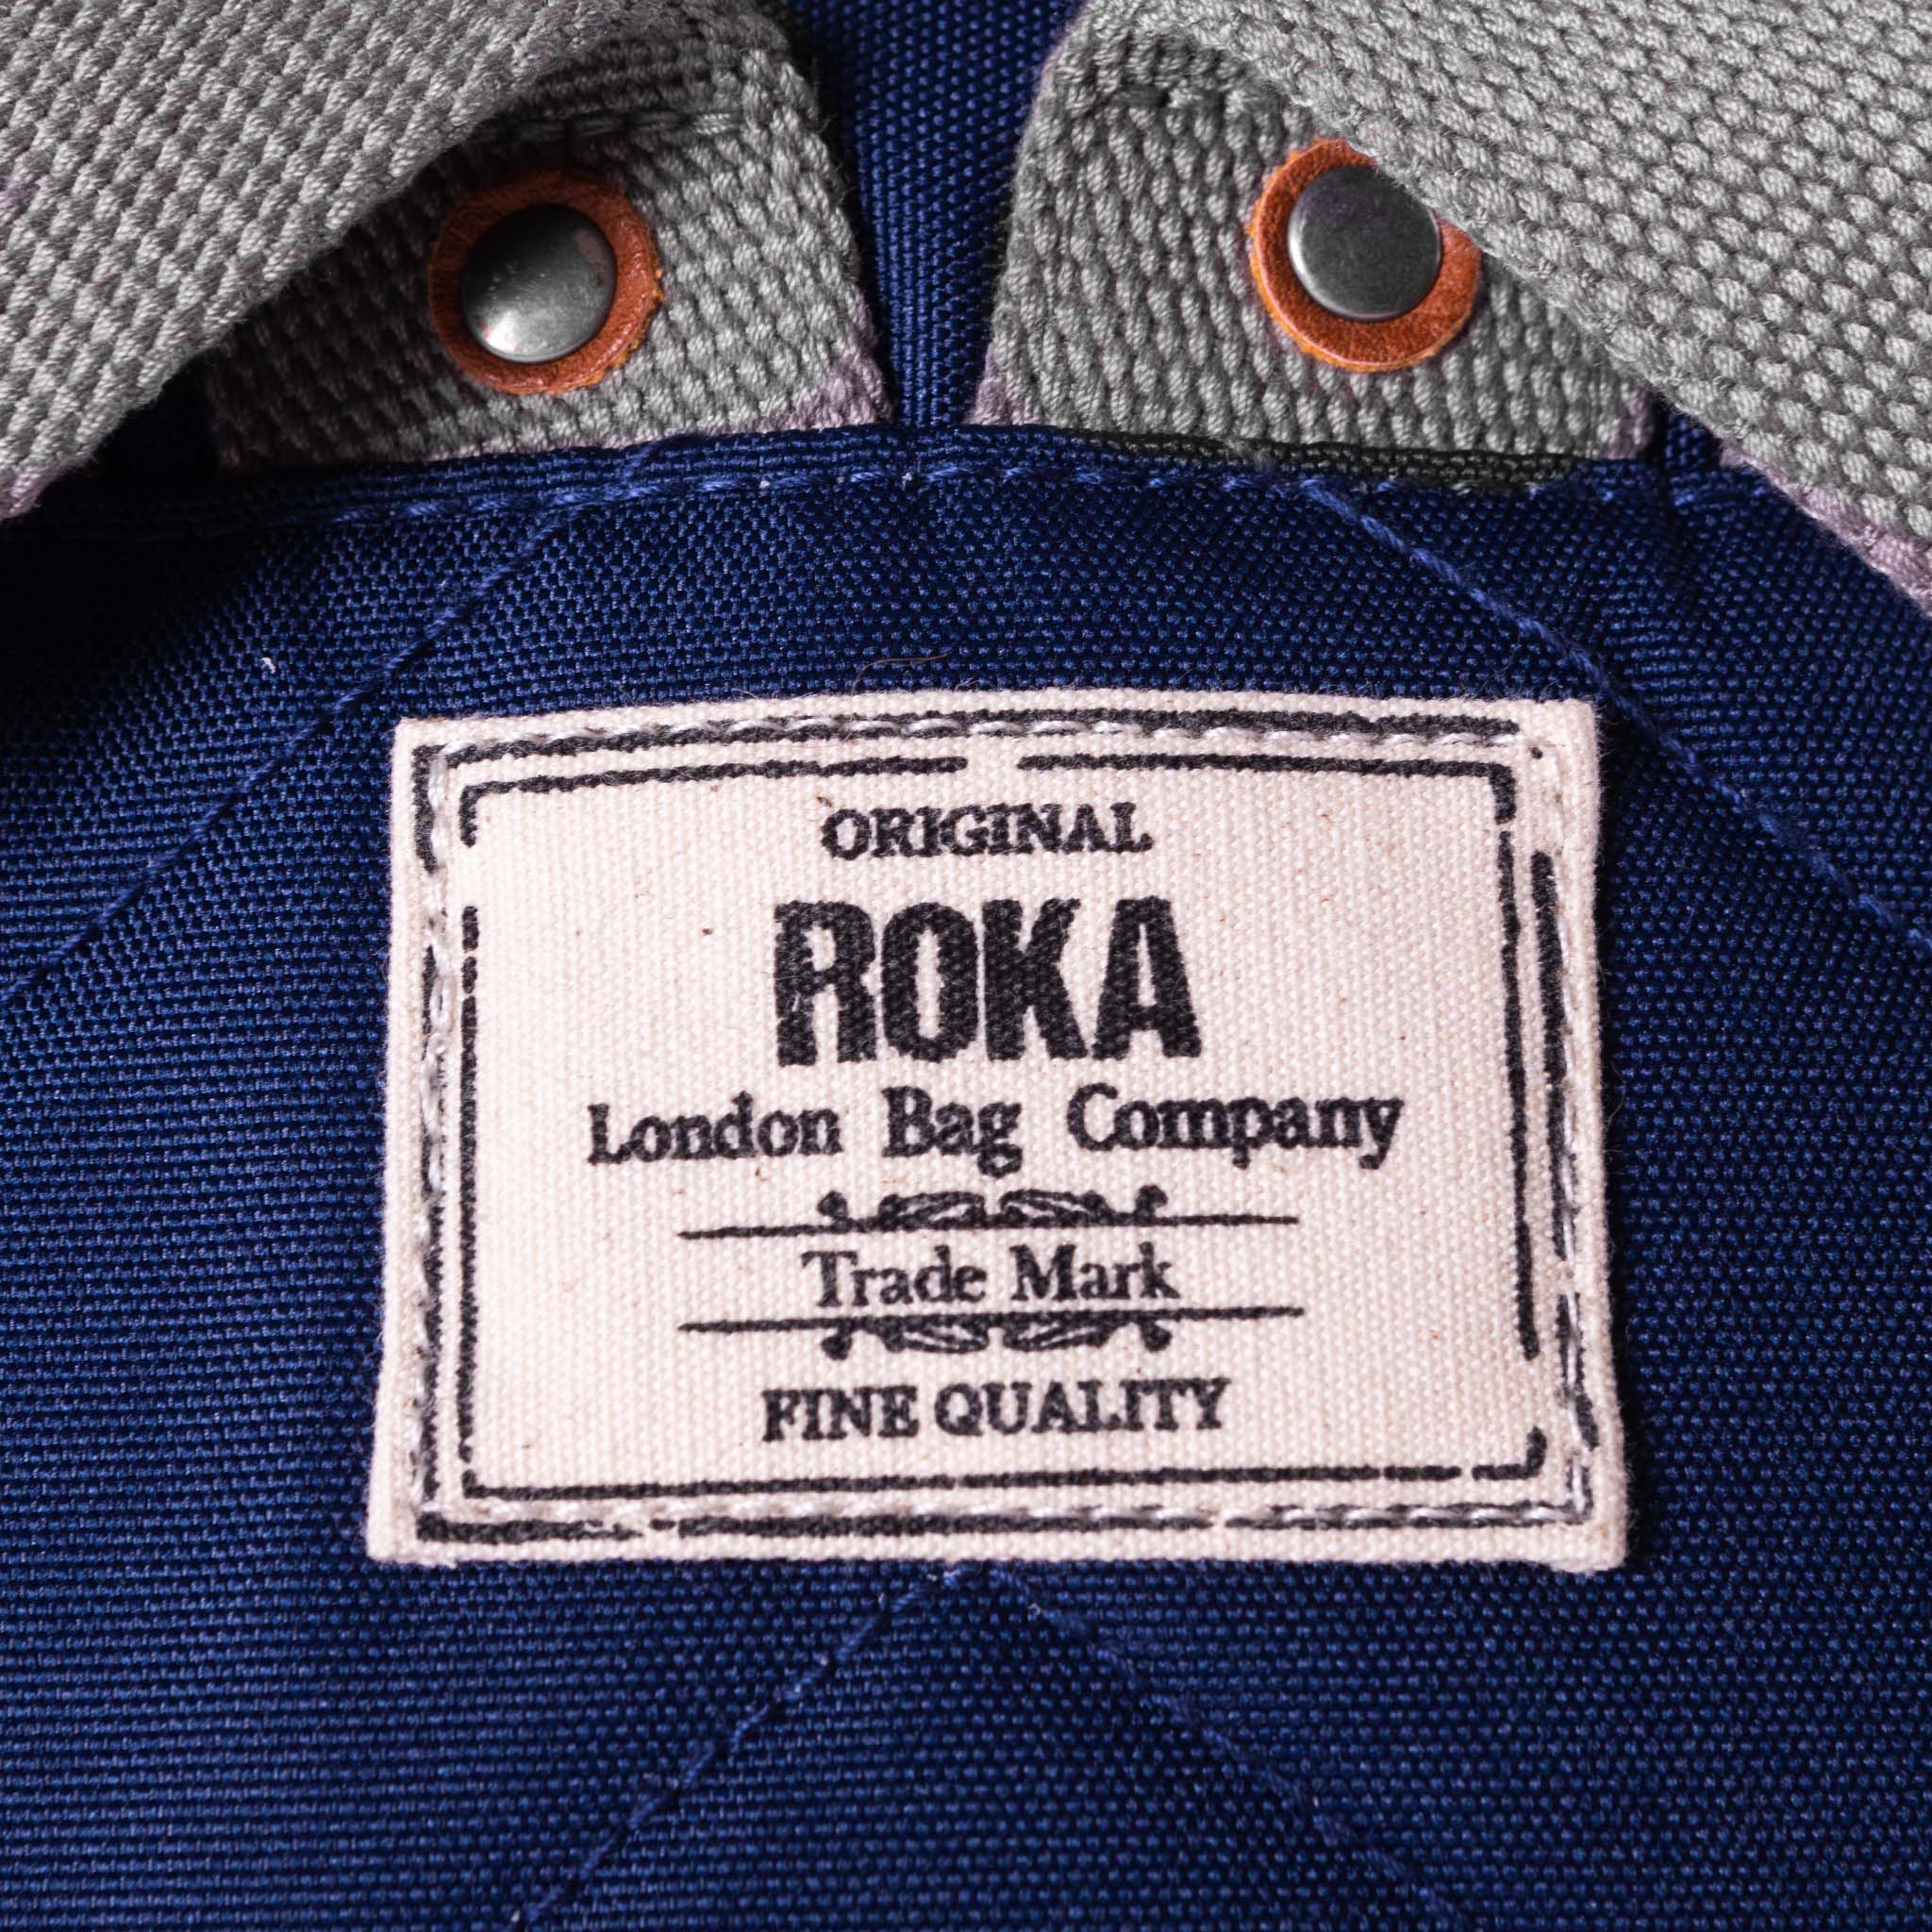 ORIGINAL
ROKA
London Bag Company
Trade Mark
FINE QUALITY